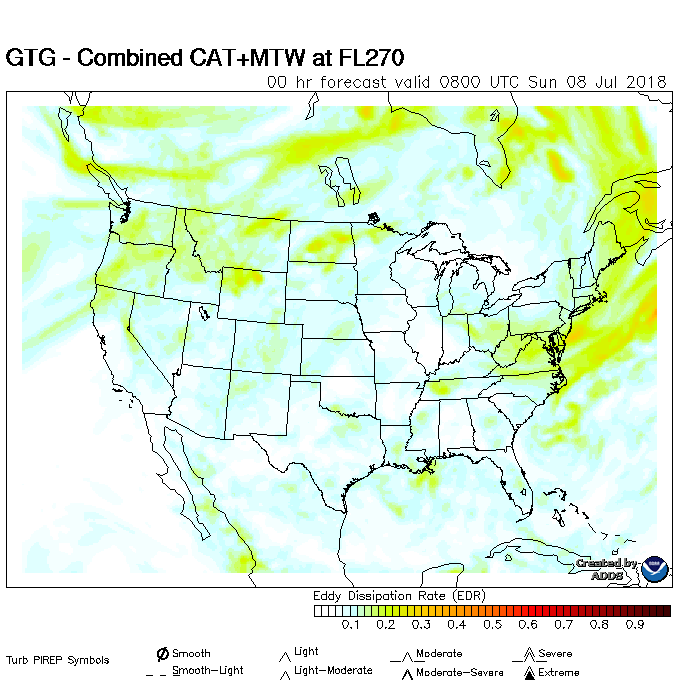 GTG - Combined CAT+MTW at FL270
00 hr forecast valid 0800 UTC Sun 08 Jul 2018
Created by
ADDS
Eddy Dissipation Rate (EDR)
0.1 0.2 0.3 0.4 0.5 0.6 0.7 0.8 0.9
Turb PIREP Symbols
Smooth Light Moderate Severe
Smooth-Light Light-Moderate Moderate-Severe Extreme